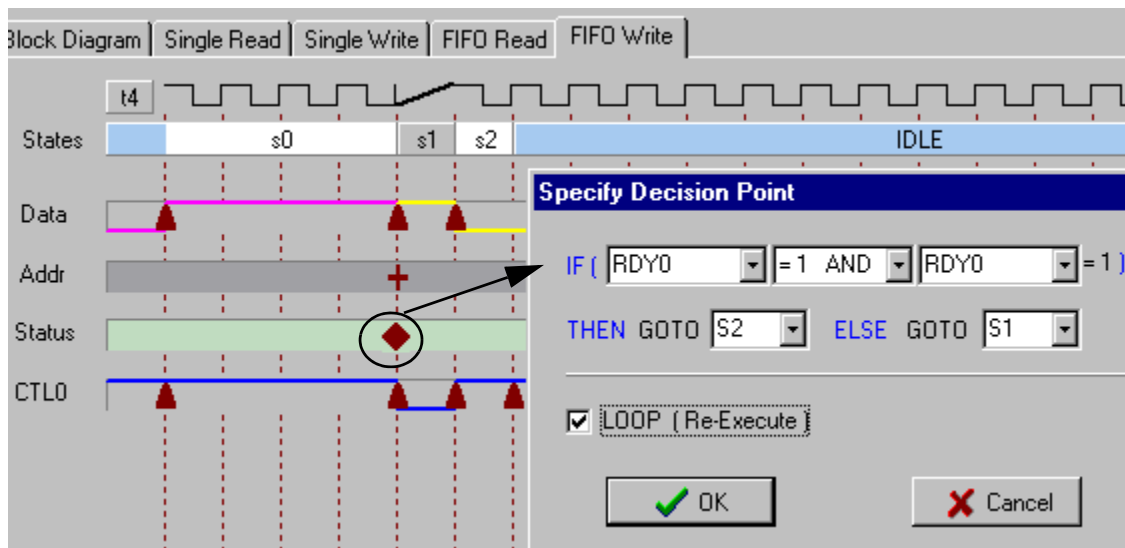 Block Diagram Single Read Single Write FIFO Read FIFO Write
t4
States s0 s1 s2 IDLE
Specify Decision Point
Data
Addr
IF ( RDY0 = 1 AND RDY0 = 1 )
Status
THEN GOTO S2 ELSE GOTO S1
CTL0
LOOP ( Re-Execute )
OK Cancel